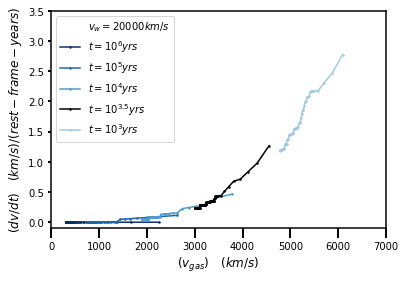 3.5
3.0
2.5
2.0
1.5
1.0
0.5
0.0
(dv/dt) (km/s)/(rest − frame − years)
v_w = 20000km/s
t = 10^6yrs
t = 10^5yrs
t = 10^4yrs
t = 10^3.5yrs
t = 10^3yrs
0 1000 2000 3000 4000 5000 6000 7000
(v_gas) (km/s)